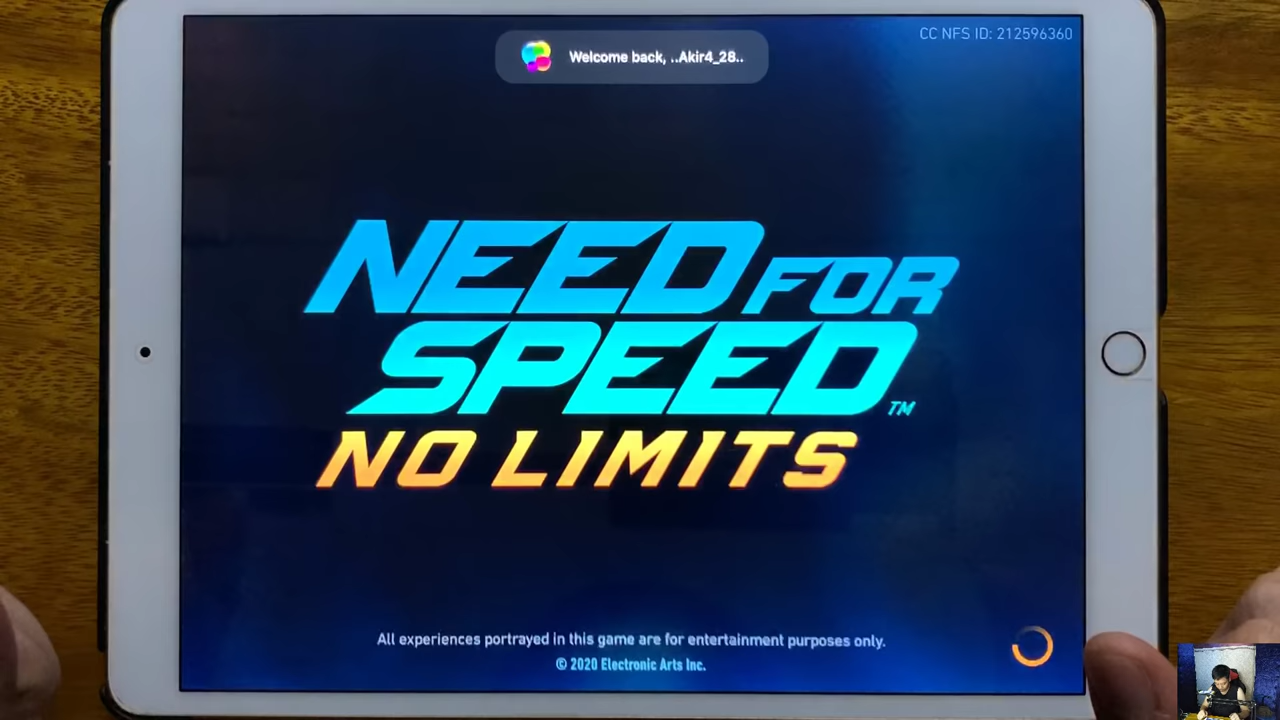 CC NFS ID: 212596360
Welcome back, ..Akir4_28..
NEED FOR
SPEED TM
NO LIMITS
All experiences portrayed in this game are for entertainment purposes only.
© 2020 Electronic Arts Inc.